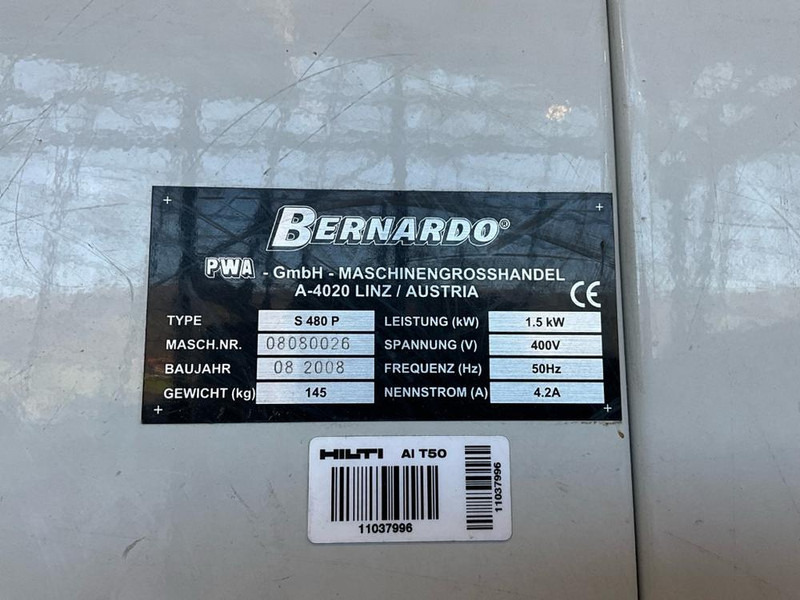 BERNARDO®
PWA - GmbH - MASCHINENGROSSHANDEL
A-4020 LINZ / AUSTRIA
CE
TYPE S 480 P LEISTUNG (kW) 1.5 kW
MASCH.NR. 08080026 SPANNUNG (V) 400V
BAUJAHR 08 2008 FREQUENZ (Hz) 50Hz
GEWICHT (kg) 145 NENNSTROM (A) 4.2A
HILTI AI T50
11037996
11037996